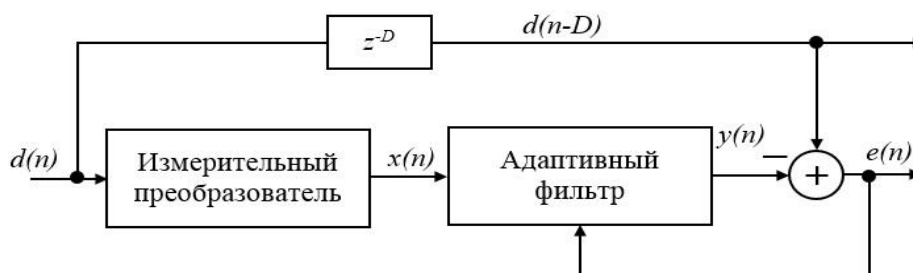 z⁻ᴰ
d(n-D)
d(n)
Измерительный
преобразователь
x(n)
Адаптивный
фильтр
y(n)
−
+
e(n)